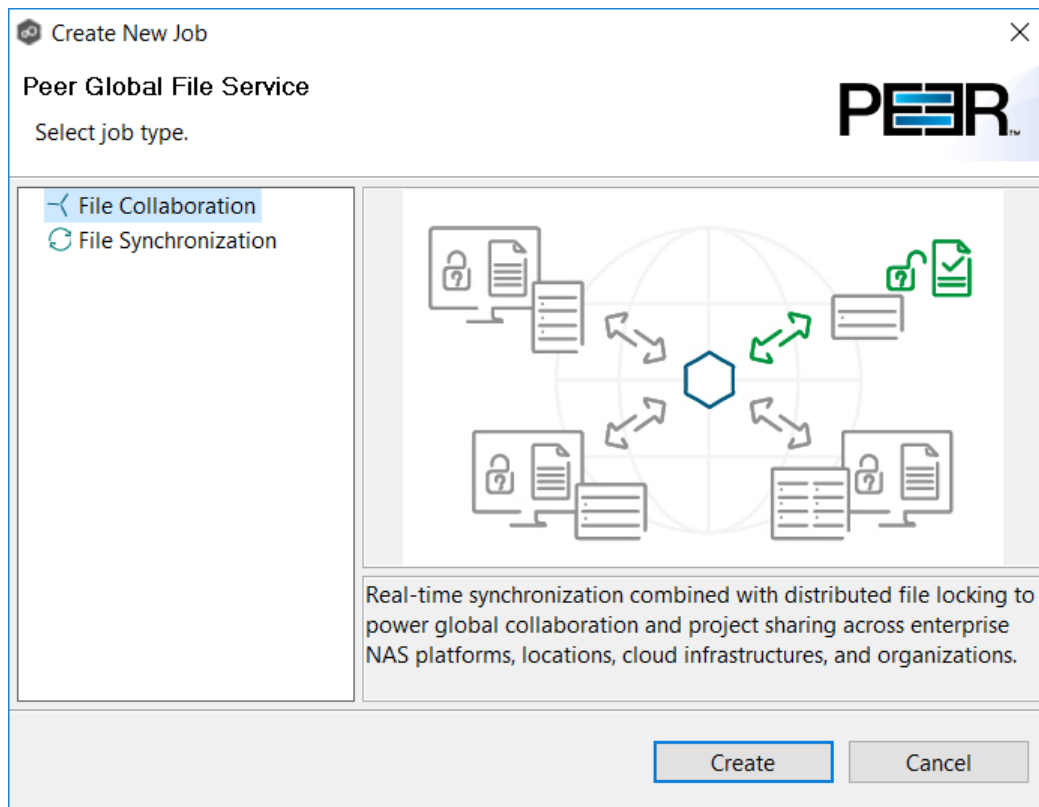 Create New Job
Peer Global File Service
Select job type.
PEER™
File Collaboration
File Synchronization
?
?
?
?
Real-time synchronization combined with distributed file locking to
power global collaboration and project sharing across enterprise
NAS platforms, locations, cloud infrastructures, and organizations.
Create
Cancel